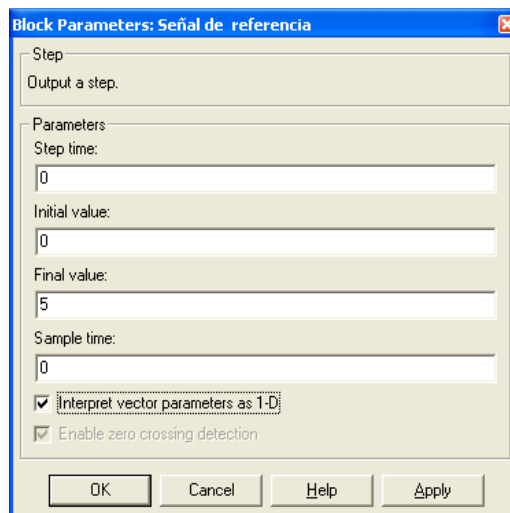 Block Parameters: Señal de referencia
Step
Output a step.
Parameters
Step time:
0
Initial value:
0
Final value:
5
Sample time:
0
Interpret vector parameters as 1-D
Enable zero crossing detection
OK Cancel Help Apply